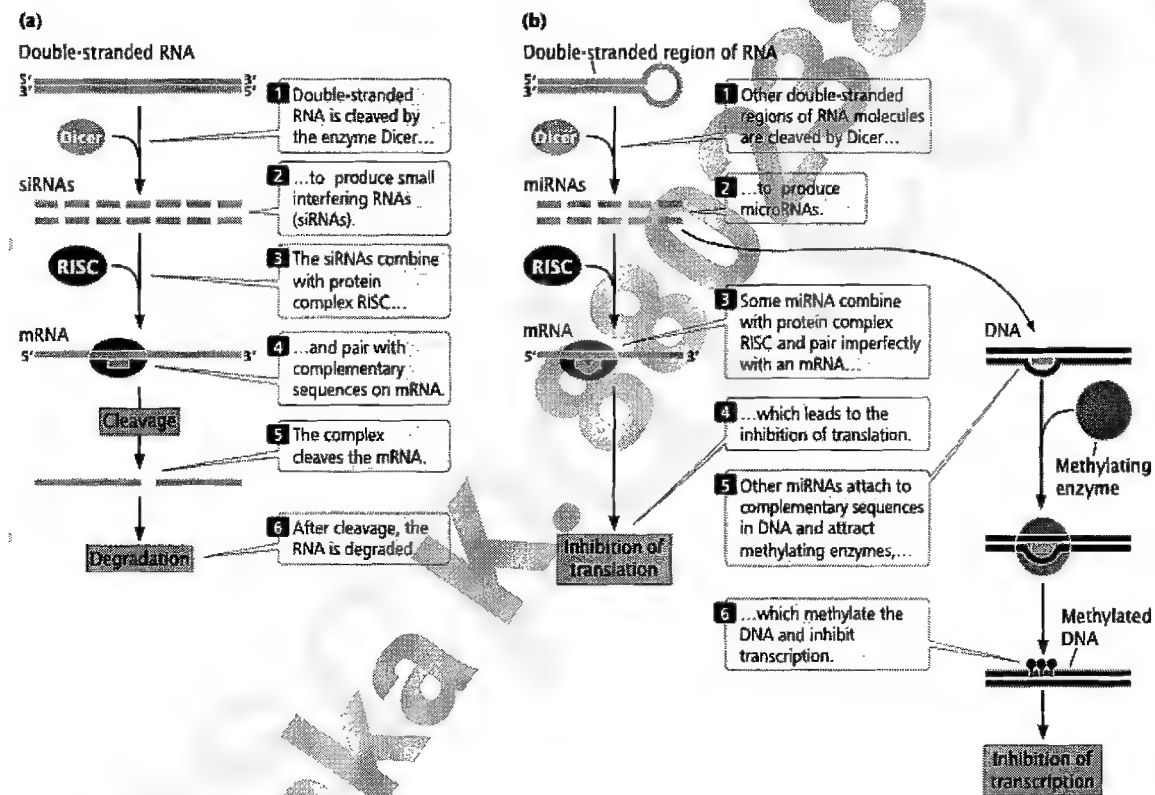 (a)
Double-stranded RNA
5' 3'
3' 5'
1 Double-stranded
RNA is cleaved by
the enzyme Dicer...
Dicer
siRNAs
2 ...to produce small
interfering RNAs
(siRNAs).
RISC
3 The siRNAs combine
with protein
complex RISC...
mRNA
5' 3'
4 ...and pair with
complementary
sequences on mRNA.
Cleavage
5 The complex
cleaves the mRNA.
6 After cleavage, the
RNA is degraded.
Degradation
(b)
Double-stranded region of RNA
5'
3'
1 Other double-stranded
regions of RNA molecules
are cleaved by Dicer...
Dicer
miRNAs
2 ...to produce
microRNAs.
RISC
3 Some miRNA combine
with protein complex
RISC and pair imperfectly
with an mRNA...
mRNA
5' 3'
4 ...which leads to the
inhibition of translation.
5 Other miRNAs attach to
complementary sequences
in DNA and attract
methylating enzymes,...
Inhibition of
translation
6 ...which methylate the
DNA and inhibit
transcription.
DNA
Methylating
enzyme
Methylated
DNA
Inhibition of
transcription